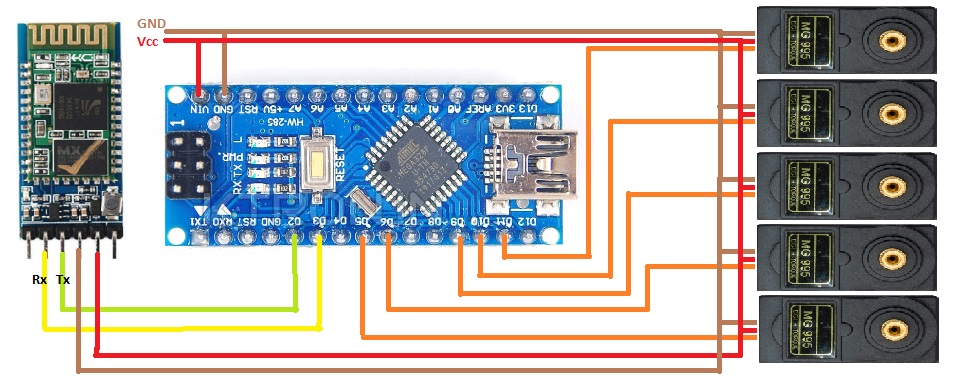 GND
Vcc
MG 995
VIN GND RST +5V A7 A6 A5 A4 A3 A2 A1 A0 AREF 3V3 D13
HW-285
1
MG 995
L
PWR
TX
RX
RESET
MX
MG 995
TX1 RX0 RST GND D2 D3 D4 D5 D6 D7 D8 D9 D10 D11 D12
MG 995
Rx Tx
MG 995